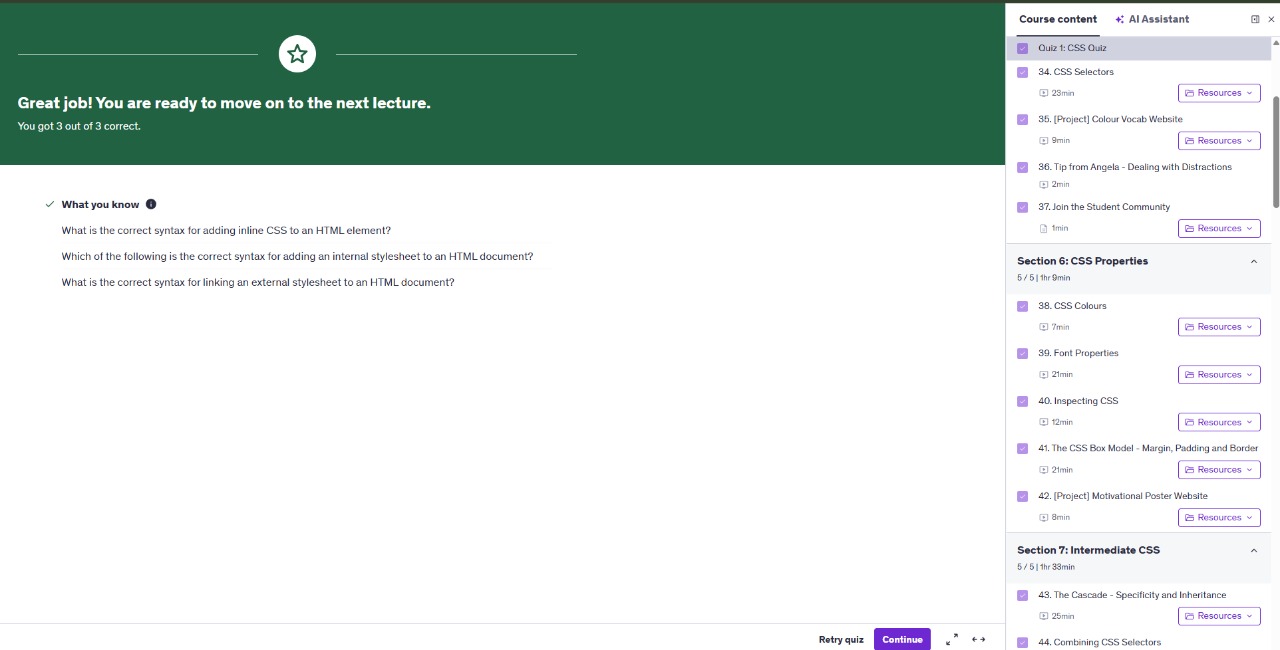 Great job! You are ready to move on to the next lecture.
You got 3 out of 3 correct.
What you know
What is the correct syntax for adding inline CSS to an HTML element?
Which of the following is the correct syntax for adding an internal stylesheet to an HTML document?
What is the correct syntax for linking an external stylesheet to an HTML document?
Retry quiz
Continue
Course content
AI Assistant
Quiz 1: CSS Quiz
34. CSS Selectors
23min
Resources
35. [Project] Colour Vocab Website
9min
Resources
36. Tip from Angela - Dealing with Distractions
2min
37. Join the Student Community
1min
Resources
Section 6: CSS Properties
5 / 5 | 1hr 9min
38. CSS Colours
7min
Resources
39. Font Properties
21min
Resources
40. Inspecting CSS
12min
Resources
41. The CSS Box Model - Margin, Padding and Border
21min
Resources
42. [Project] Motivational Poster Website
8min
Resources
Section 7: Intermediate CSS
5 / 5 | 1hr 33min
43. The Cascade - Specificity and Inheritance
25min
Resources
44. Combining CSS Selectors